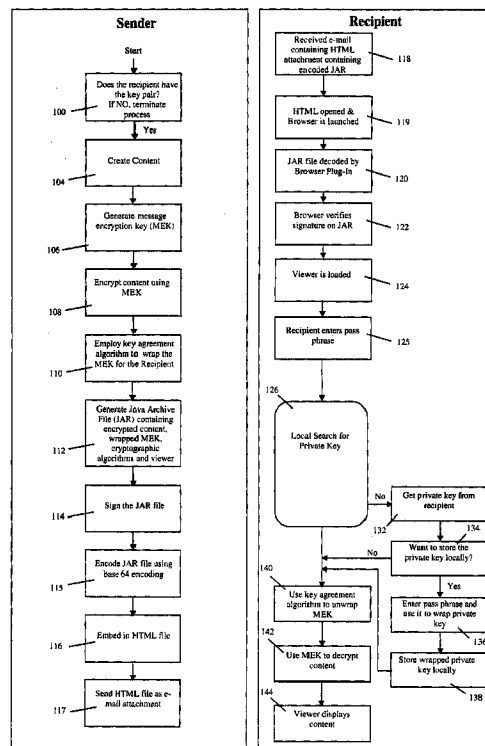 Sender
Start
Does the recipient have
the key pair?
If NO, terminate
process
100
Yes
Create Content
104
Generate message
encryption key (MEK)
106
Encrypt content using
MEK
108
Employ key agreement
algorithm to wrap the
MEK for the Recipient
110
Generate Java Archive
File (JAR) containing
encrypted content,
wrapped MEK,
cryptographic algorithms
and viewer
112
Sign the JAR file
114
Encode JAR file using
base 64 encoding
115
Embed in HTML file
116
Send HTML file as e-
mail attachment
117
Recipient
Received e-mail
containing HTML
attachment containing
encoded JAR
118
HTML opened &
Browser is launched
119
JAR file decoded by
Browser Plug-In
120
Browser verifies
signature on JAR
122
Viewer is loaded
124
Recipient enters pass
phrase
125
126
Local Search for
Private Key
No
Get private key from
recipient
132
134
Want to store the
private key locally?
No
Yes
140
Use key agreement
algorithm to unwrap
MEK
Enter pass phrase and
use it to wrap private
key
136
142
Use MEK to decrypt
content
Store wrapped private
key locally
138
144
Viewer displays
content